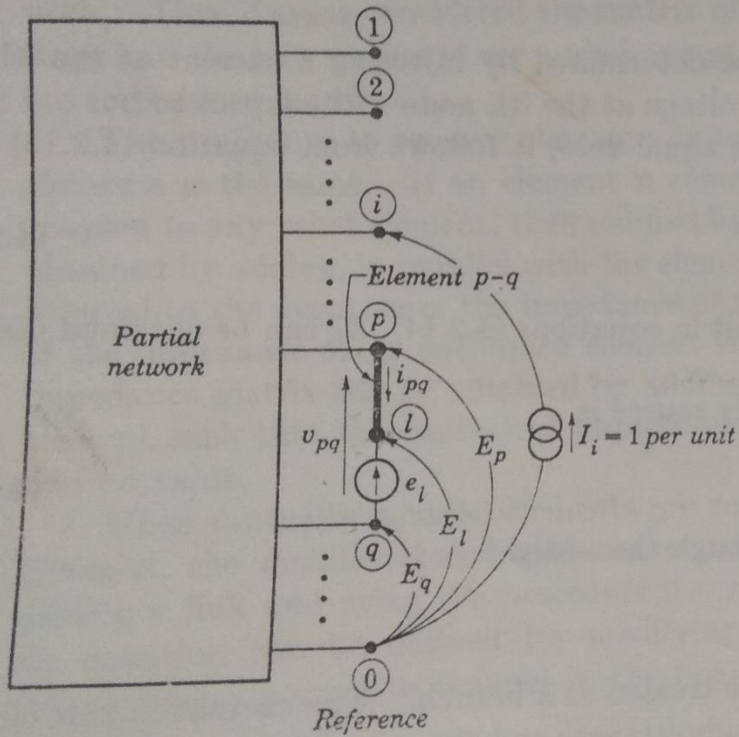 1
2
i
Element p-q
p
Partial
network
i_pq
l
v_pq
E_p
I_i = 1 per unit
e_l
E_l
q
E_q
0
Reference